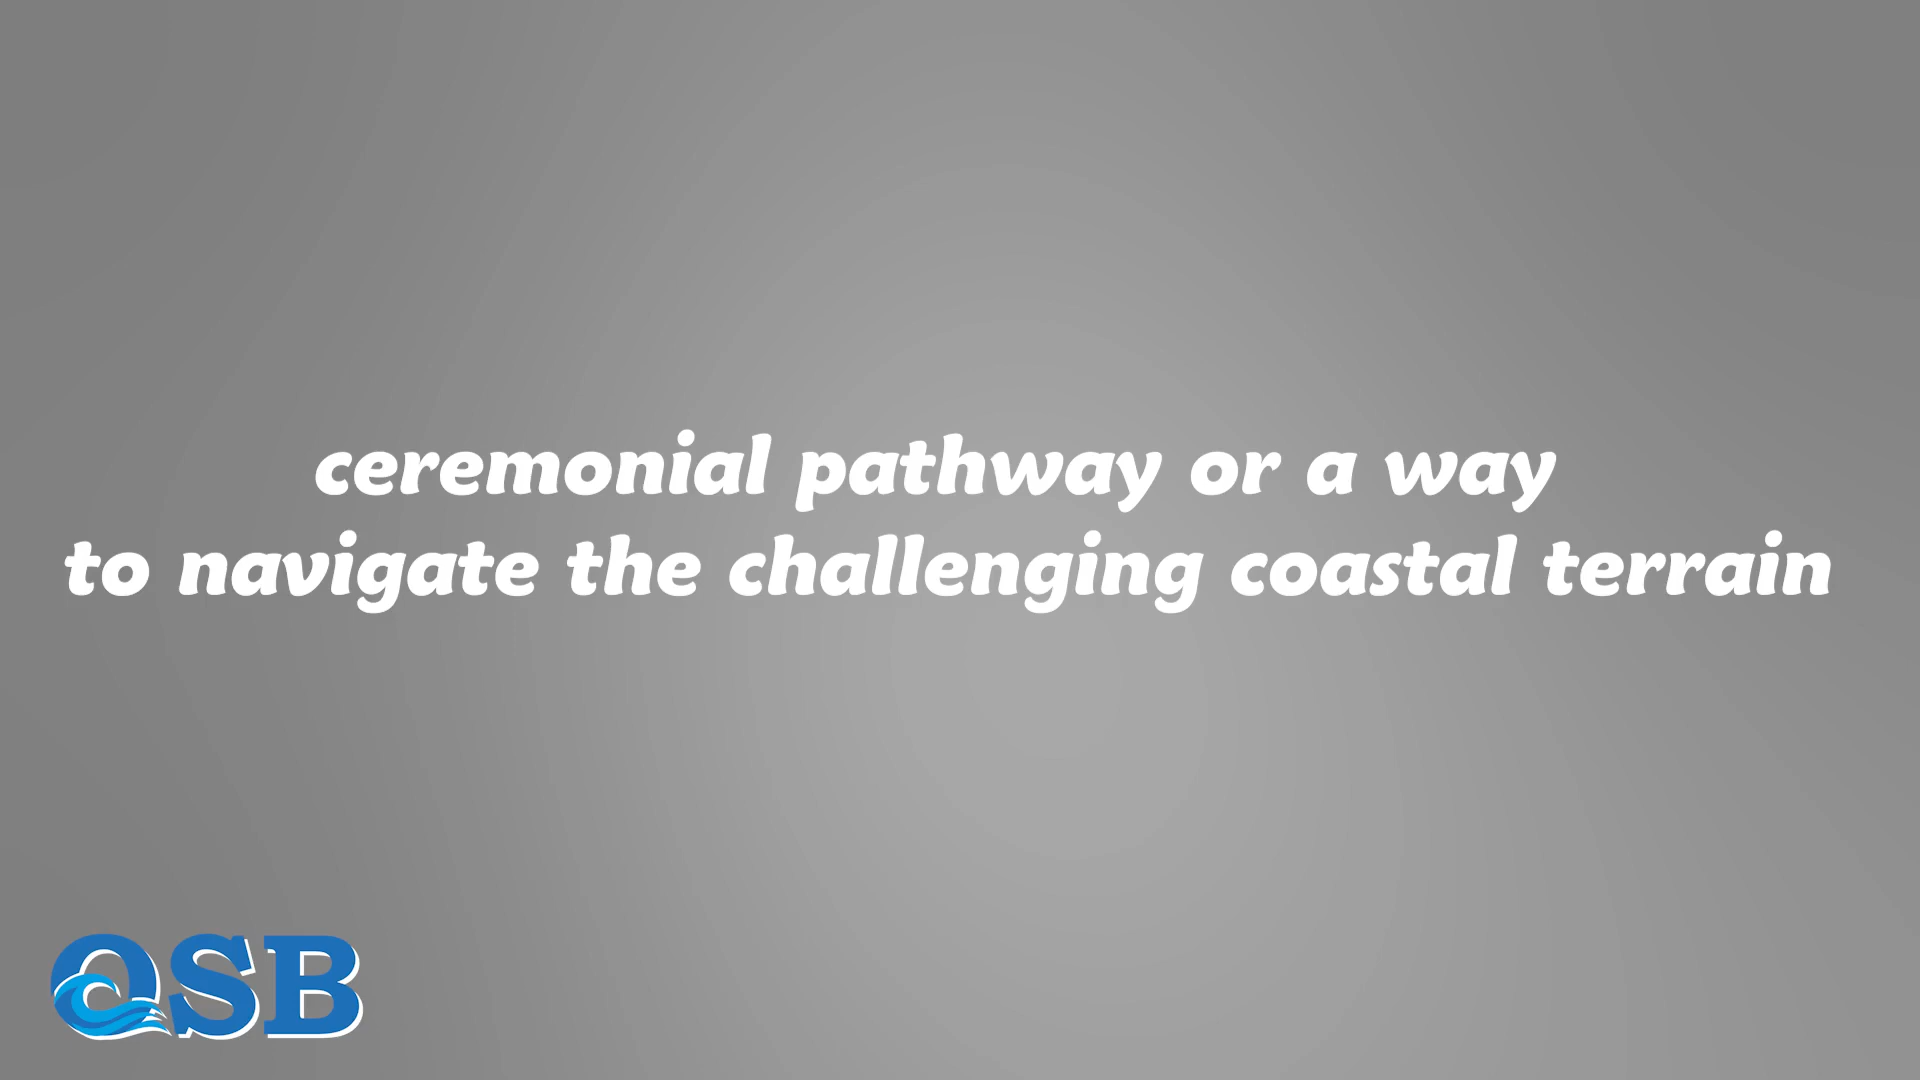 ceremonial pathway or a way
to navigate the challenging coastal terrain
QSB